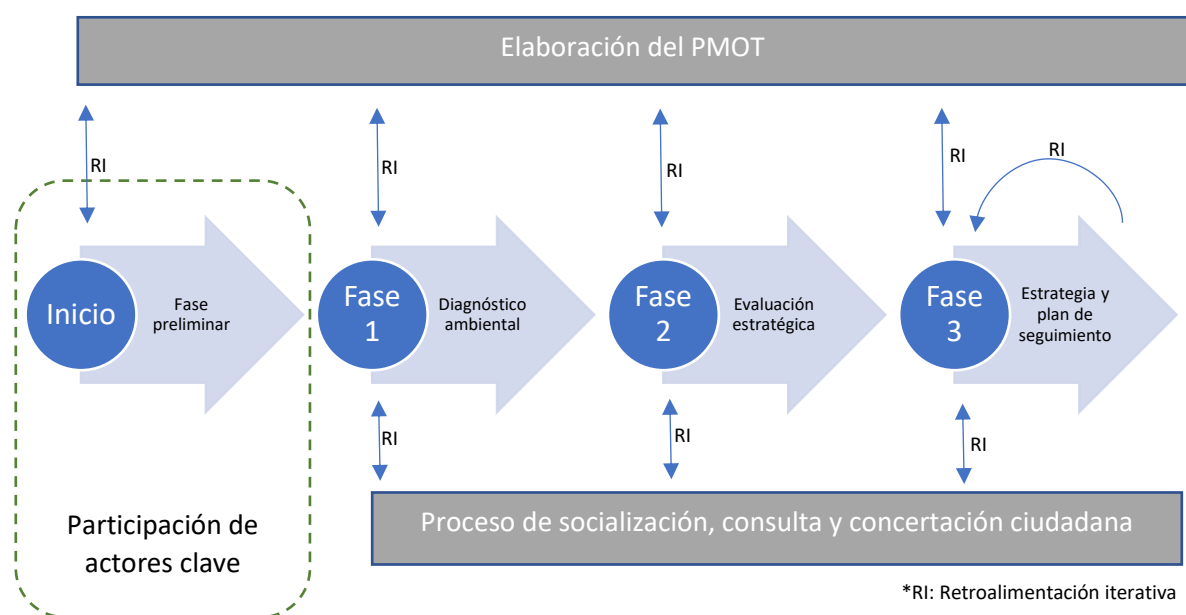 Elaboración del PMOT
RI
RI
RI
RI
RI
Inicio
Fase
preliminar
Fase
1
Diagnóstico
ambiental
Fase
2
Evaluación
estratégica
Fase
3
Estrategia y
plan de
seguimiento
RI
RI
RI
Participación de
actores clave
Proceso de socialización, consulta y concertación ciudadana
*RI: Retroalimentación iterativa